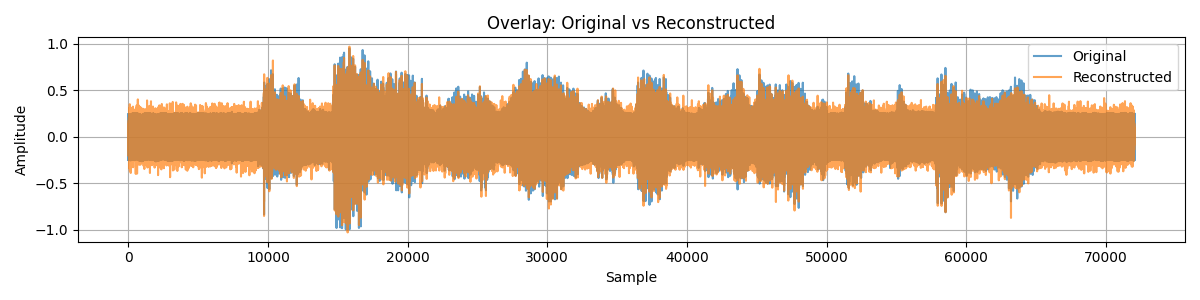 Overlay: Original vs Reconstructed
1.0
0.5
0.0
−0.5
−1.0
Amplitude
Original
Reconstructed
0 10000 20000 30000 40000 50000 60000 70000
Sample